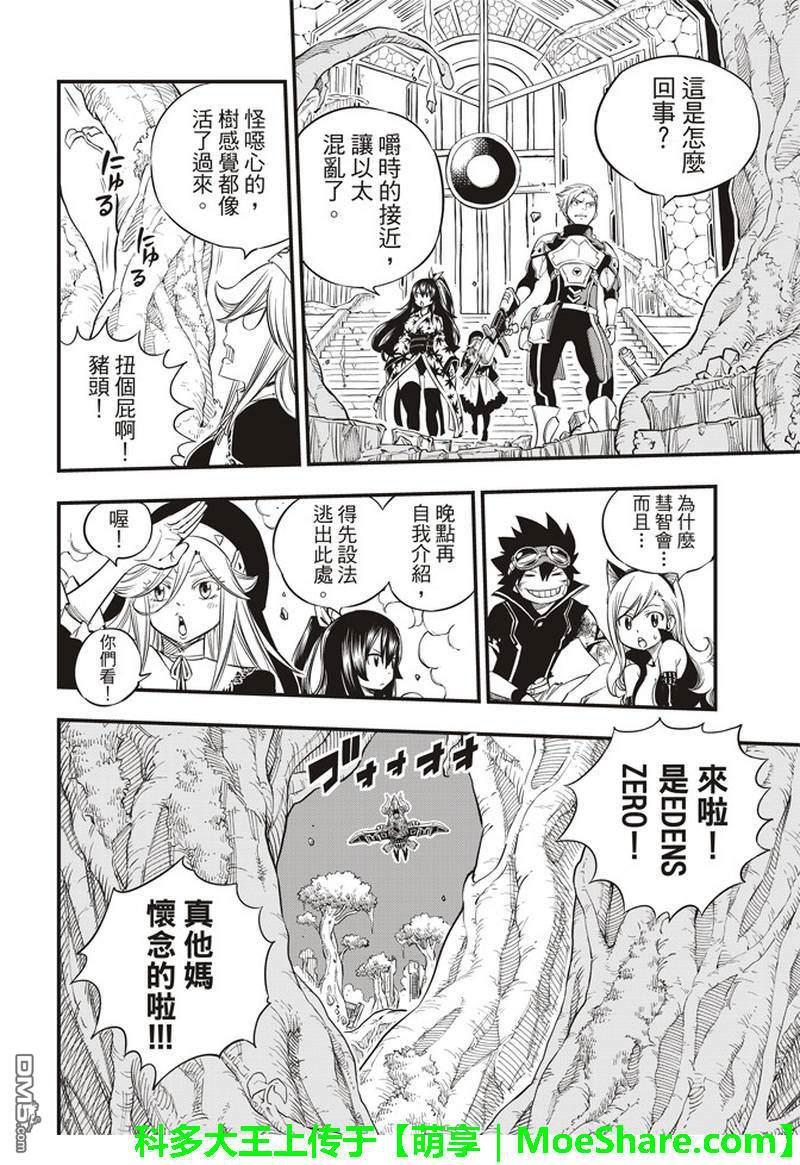 這是怎麼
回事？
嚼時的接近，
讓以太
混亂了。
怪噁心的，
樹感覺都像
活了過來。
にゅる
にゅる
扭個屁啊！
豬頭！
為什麼
彗智會…
而且…
晚點再
自我介紹，
得先設法
逃出此處。
喔！
你們看！
來啦！
是EDENS
ZERO！
ブォォォォ
真他媽
懷念的啦!!!
DM5
.com
科多大王上传于【萌享】|MoeShare.com】